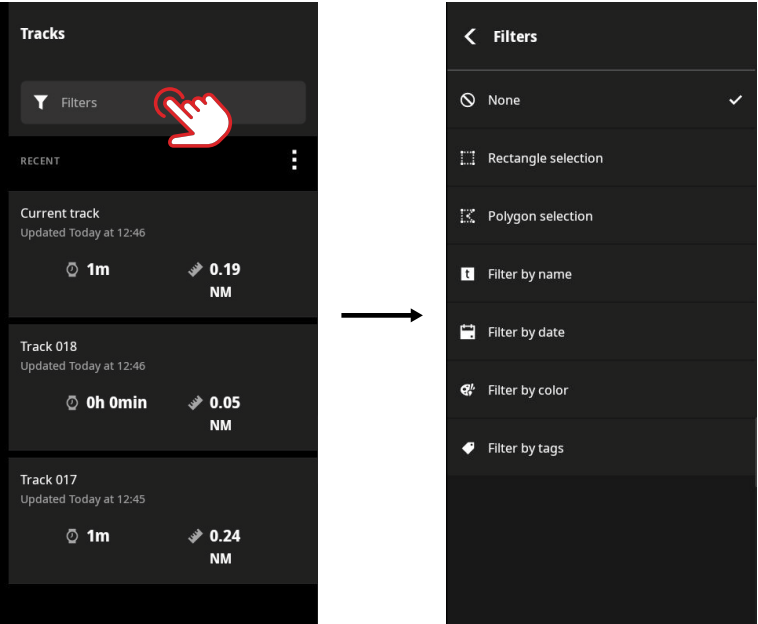 Tracks
Filters
RECENT
Current track
Updated Today at 12:46
1m 0.19
NM
Track 018
Updated Today at 12:46
0h 0min 0.05
NM
Track 017
Updated Today at 12:45
1m 0.24
NM
Filters
None
Rectangle selection
Polygon selection
t Filter by name
Filter by date
Filter by color
Filter by tags